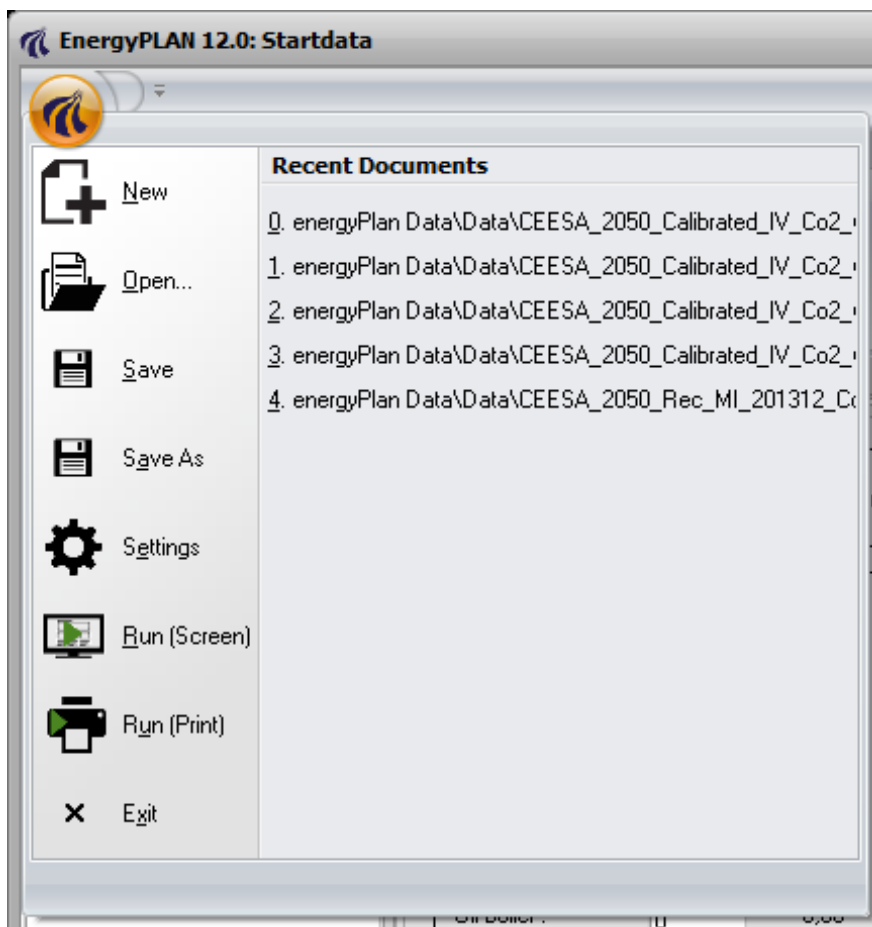 EnergyPLAN 12.0: Startdata
New
Open...
Save
Save As
Settings
Run (Screen)
Run (Print)
Exit
Recent Documents
0. energyPlan Data\Data\CEESA_2050_Calibrated_IV_Co2_
1. energyPlan Data\Data\CEESA_2050_Calibrated_IV_Co2_
2. energyPlan Data\Data\CEESA_2050_Calibrated_IV_Co2_
3. energyPlan Data\Data\CEESA_2050_Calibrated_IV_Co2_
4. energyPlan Data\Data\CEESA_2050_Rec_MI_201312_Co